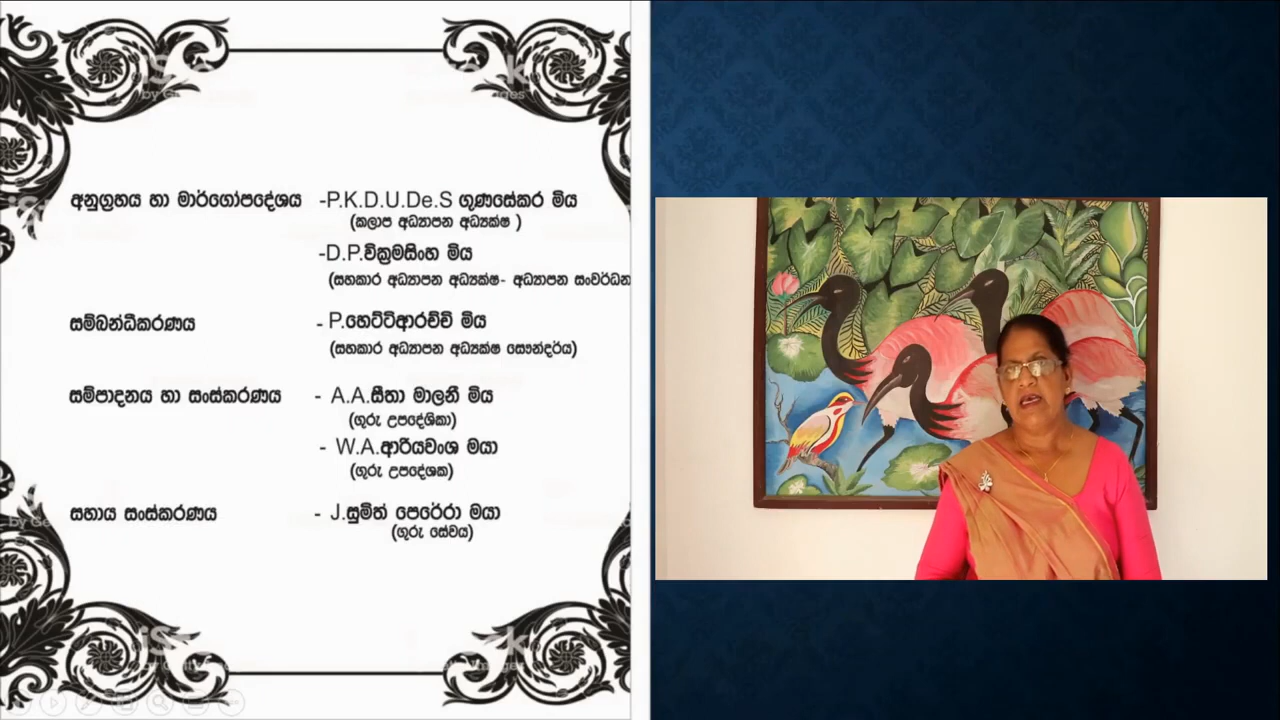 අනුග්‍රහය හා මාර්ගෝපදේශය -P.K.D.U.De.S ගුණසේකර මිය
(කලාප අධ්‍යාපන අධ්‍යක්ෂ )
-D.P.වික්‍රමසිංහ මිය
(සහකාර අධ්‍යාපන අධ්‍යක්ෂ- අධ්‍යාපන සංවර්ධන
සම්බන්ධීකරණය - P.හෙට්ටිආරච්චි මිය
(සහකාර අධ්‍යාපන අධ්‍යක්ෂ සෞන්දර්ය)
සම්පාදනය හා සංස්කරණය - A.A.සීතා මාලනී මිය
(ගුරු උපදේශිකා)
- W.A.ආරියවංශ මයා
(ගුරු උපදේශක)
සහාය සංස්කරණය - J.සුමිත් පෙරේරා මයා
(ගුරු සේවය)